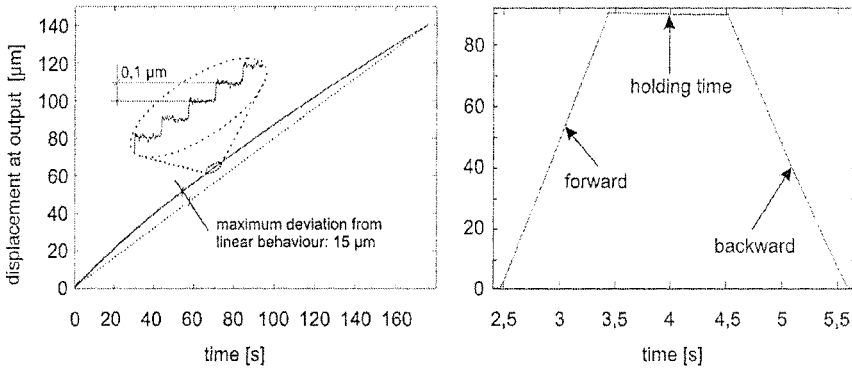 displacement at output [µm]
140
120
100
80
60
40
20
0
0,1 µm
maximum deviation from
linear behaviour: 15 µm
0 20 40 60 80 100 120 140 160
time [s]
80
60
40
20
0
holding time
forward
backward
2,5 3 3,5 4 4,5 5 5,5
time [s]